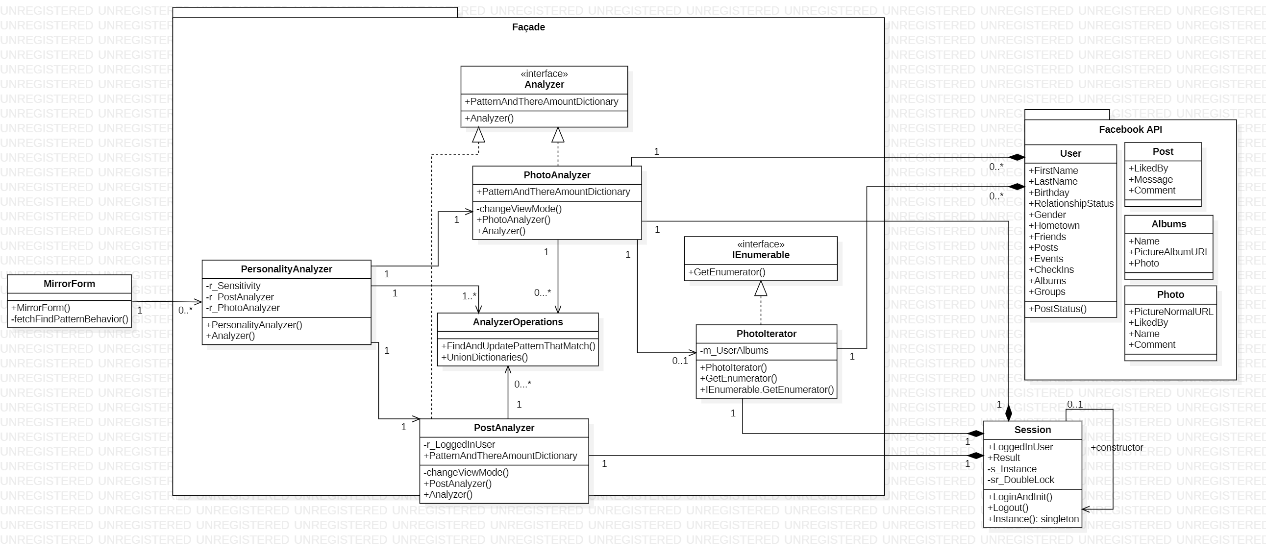 Façade
«interface»
Analyzer
+PatternAndThereAmountDictionary
+Analyzer()
PhotoAnalyzer
+PatternAndThereAmountDictionary
-changeViewMode()
+PhotoAnalyzer()
+Analyzer()
«interface»
IEnumerable
+GetEnumerator()
MirrorForm
+MirrorForm()
-fetchFindPatternBehavior()
1
0..*
PersonalityAnalyzer
-r_Sensitivity
-r_PostAnalyzer
-r_PhotoAnalyzer
+PersonalityAnalyzer()
+Analyzer()
1
1
1
1..*
1
1
1
0...*
1
AnalyzerOperations
+FindAndUpdatePatternThatMatch()
+UnionDictionaries()
0...*
1
PhotoIterator
-m_UserAlbums
+PhotoIterator()
+GetEnumerator()
+IEnumerable.GetEnumerator()
0..1
1
1
PostAnalyzer
-r_LoggedInUser
+PatternAndThereAmountDictionary
-changeViewMode()
+PostAnalyzer()
+Analyzer()
1
1
0..*
0..*
1
Facebook API
User
+FirstName
+LastName
+Birthday
+RelationshipStatus
+Gender
+Hometown
+Friends
+Posts
+Events
+CheckIns
+Albums
+Groups
+PostStatus()
Post
+LikedBy
+Message
+Comment
Albums
+Name
+PictureAlbumURI
+Photo
Photo
+PictureNormalURL
+LikedBy
+Name
+Comment
1
1
1
0..1
+constructor
Session
+LoggedInUser
+Result
-s_Instance
-sr_DoubleLock
+LoginAndInit()
+Logout()
+Instance(): singleton
UNREGISTERED